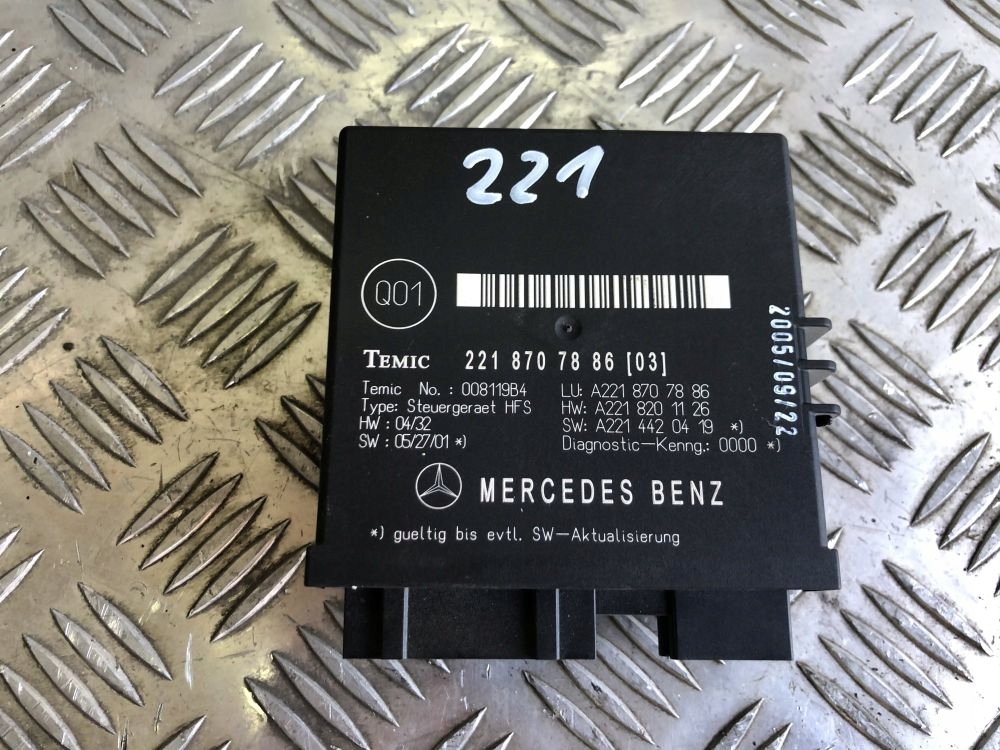 221
Q01
TEMIC 221 870 78 86 [03]
Temic No.: 008119B4
Type: Steuergeraet HFS
HW : 04/32
SW : 05/27/01 *)
LU: A221 870 78 86
HW: A221 820 11 26
SW: A221 442 04 19 *)
Diagnostic-Kenng.: 0000 *)
MERCEDES BENZ
*) gueltig bis evtl. SW-Aktualisierung
2005/09/22